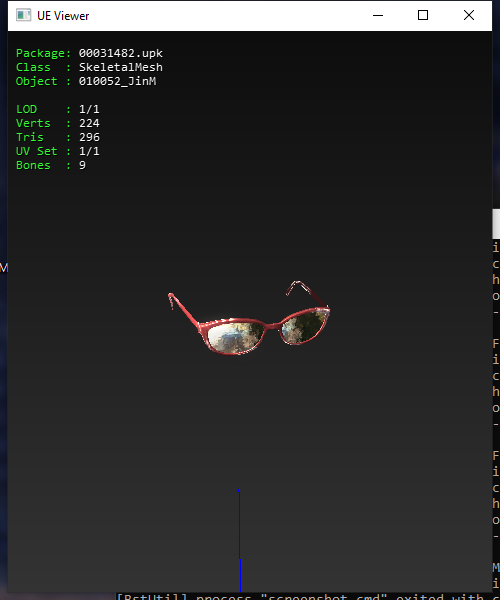 UE Viewer
Package: 00031482.upk
Class : SkeletalMesh
Object : 010052_JinM
LOD : 1/1
Verts : 224
Tris : 296
UV Set : 1/1
Bones : 9
M
i
c
h
o
-
F
i
c
h
o
-
F
i
c
h
o
-
M
i
[BstUtil] process "screenshot.cmd" exited with c